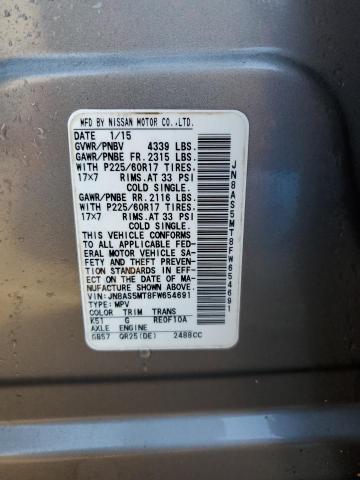 MFD BY NISSAN MOTOR CO.,LTD.
DATE 1/15
GVWR/PNBV 4339 LBS.
GAWR/PNBE FR. 2315 LBS.
WITH P225/60R17 TIRES.
17×7 RIMS.AT 33 PSI
COLD SINGLE.
GAWR/PNBE RR. 2116 LBS.
WITH P225/60R17 TIRES.
17×7 RIMS.AT 33 PSI
COLD SINGLE.
THIS VEHICLE CONFORMS
TO ALL APPLICABLE FED-
ERAL MOTOR VEHICLE SA-
FETY AND THEFT PREVEN-
TION STANDARDS IN EFF-
ECT ON THE DATE OF MA-
NUFACTURE SHOWN ABOVE.
VIN:JN8AS5MT8FW654691
TYPE:MPV
COLOR TRIM TRANS
K51 G RE0F10A
AXLE ENGINE
GB57 QR25(DE) 2488CC
JN8AS5MT8FW654691